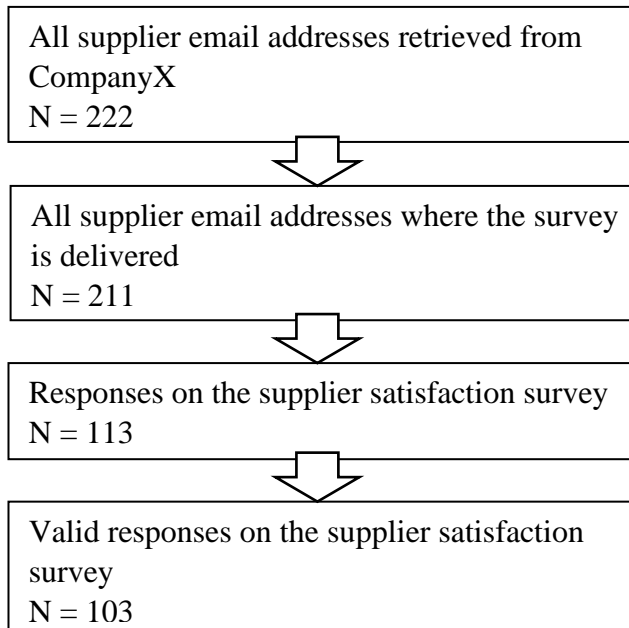 All supplier email addresses retrieved from
CompanyX
N = 222
All supplier email addresses where the survey
is delivered
N = 211
Responses on the supplier satisfaction survey
N = 113
Valid responses on the supplier satisfaction
survey
N = 103